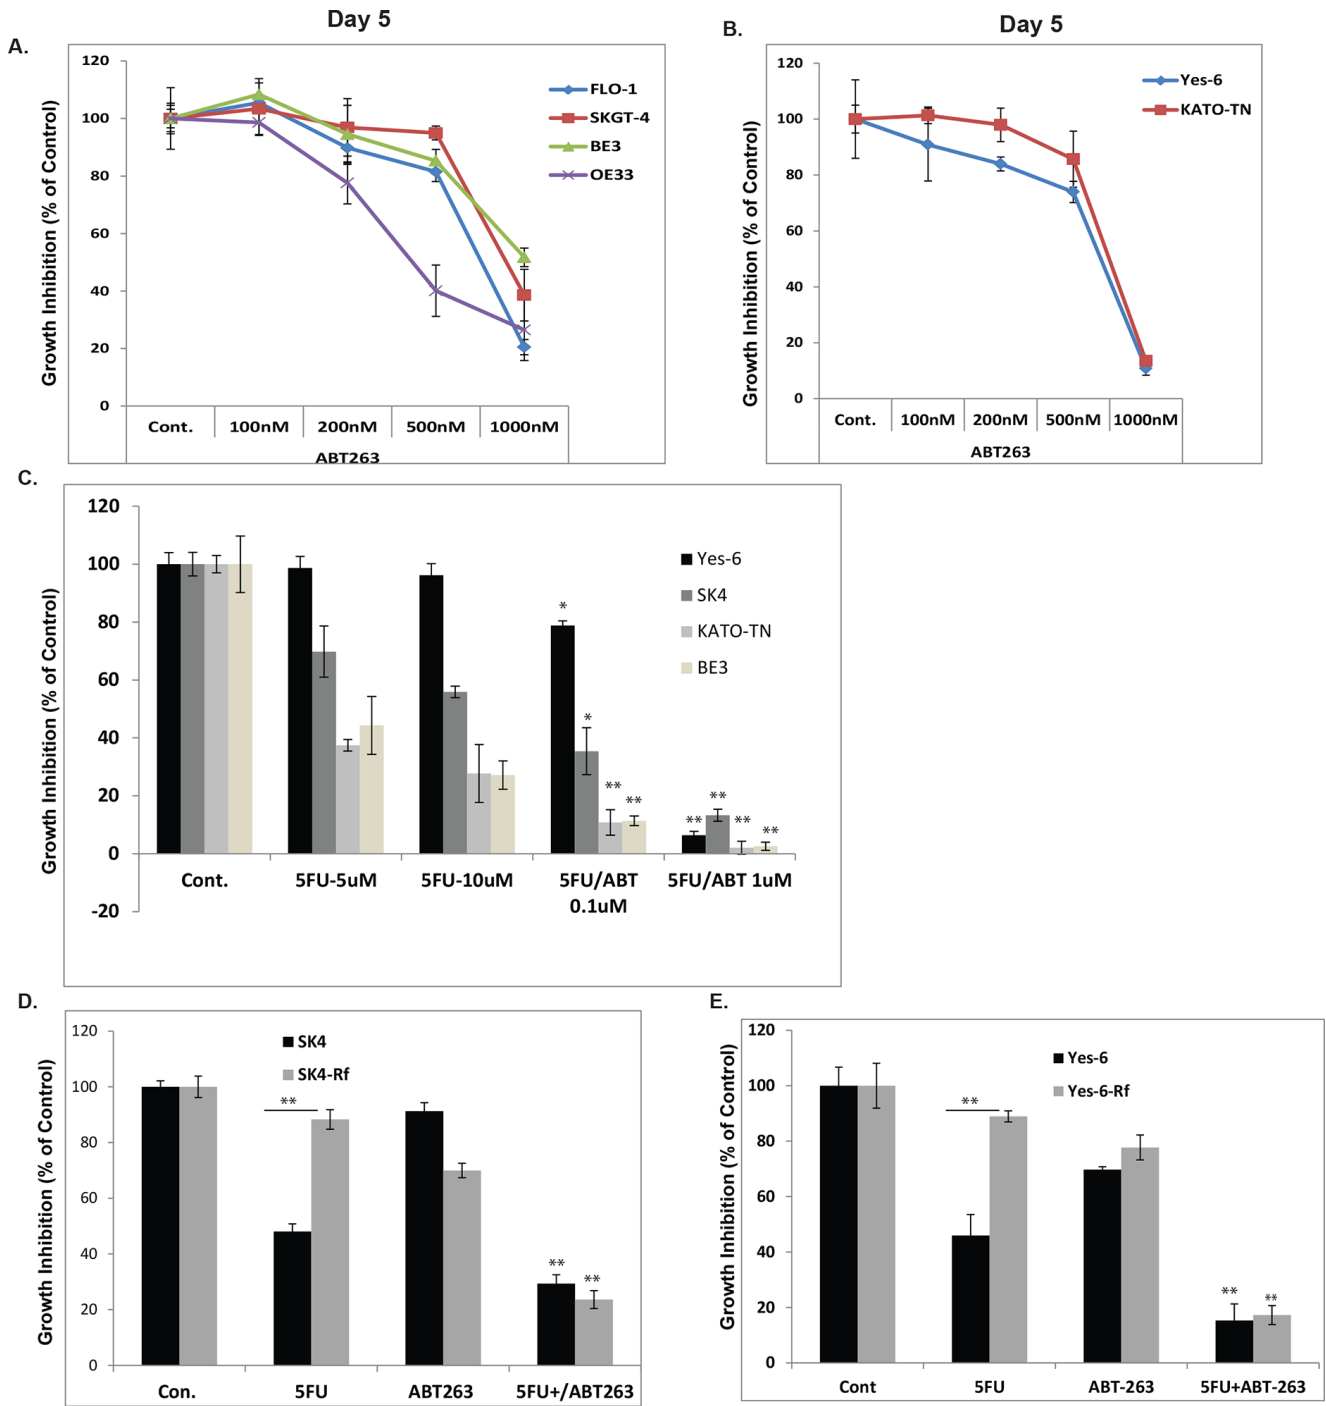 Day 5
Day 5
A.
B.
Growth Inhibition (% of Control)
120
100
80
60
40
20
0
FLO-1
SKGT-4
BE3
OE33
Cont. 100nM 200nM 500nM 1000nM
ABT263
Growth Inhibition (% of Control)
120
100
80
60
40
20
0
Yes-6
KATO-TN
Cont. 100nM 200nM 500nM 1000nM
ABT263
C.
Growth Inhibition (% of Control)
120
100
80
60
40
20
0
-20
Yes-6
SK4
KATO-TN
BE3
*
*
**
**
**
**
**
**
Cont. 5FU-5uM 5FU-10uM 5FU/ABT 5FU/ABT 1uM
0.1uM
D.
Growth Inhibition (% of Control)
120
100
80
60
40
20
0
SK4
SK4-Rf
**
**
**
Con. 5FU ABT263 5FU+/ABT263
E.
Growth Inhibition (% of Control)
120
100
80
60
40
20
0
Yes-6
Yes-6-Rf
**
**
**
Cont 5FU ABT-263 5FU+ABT-263